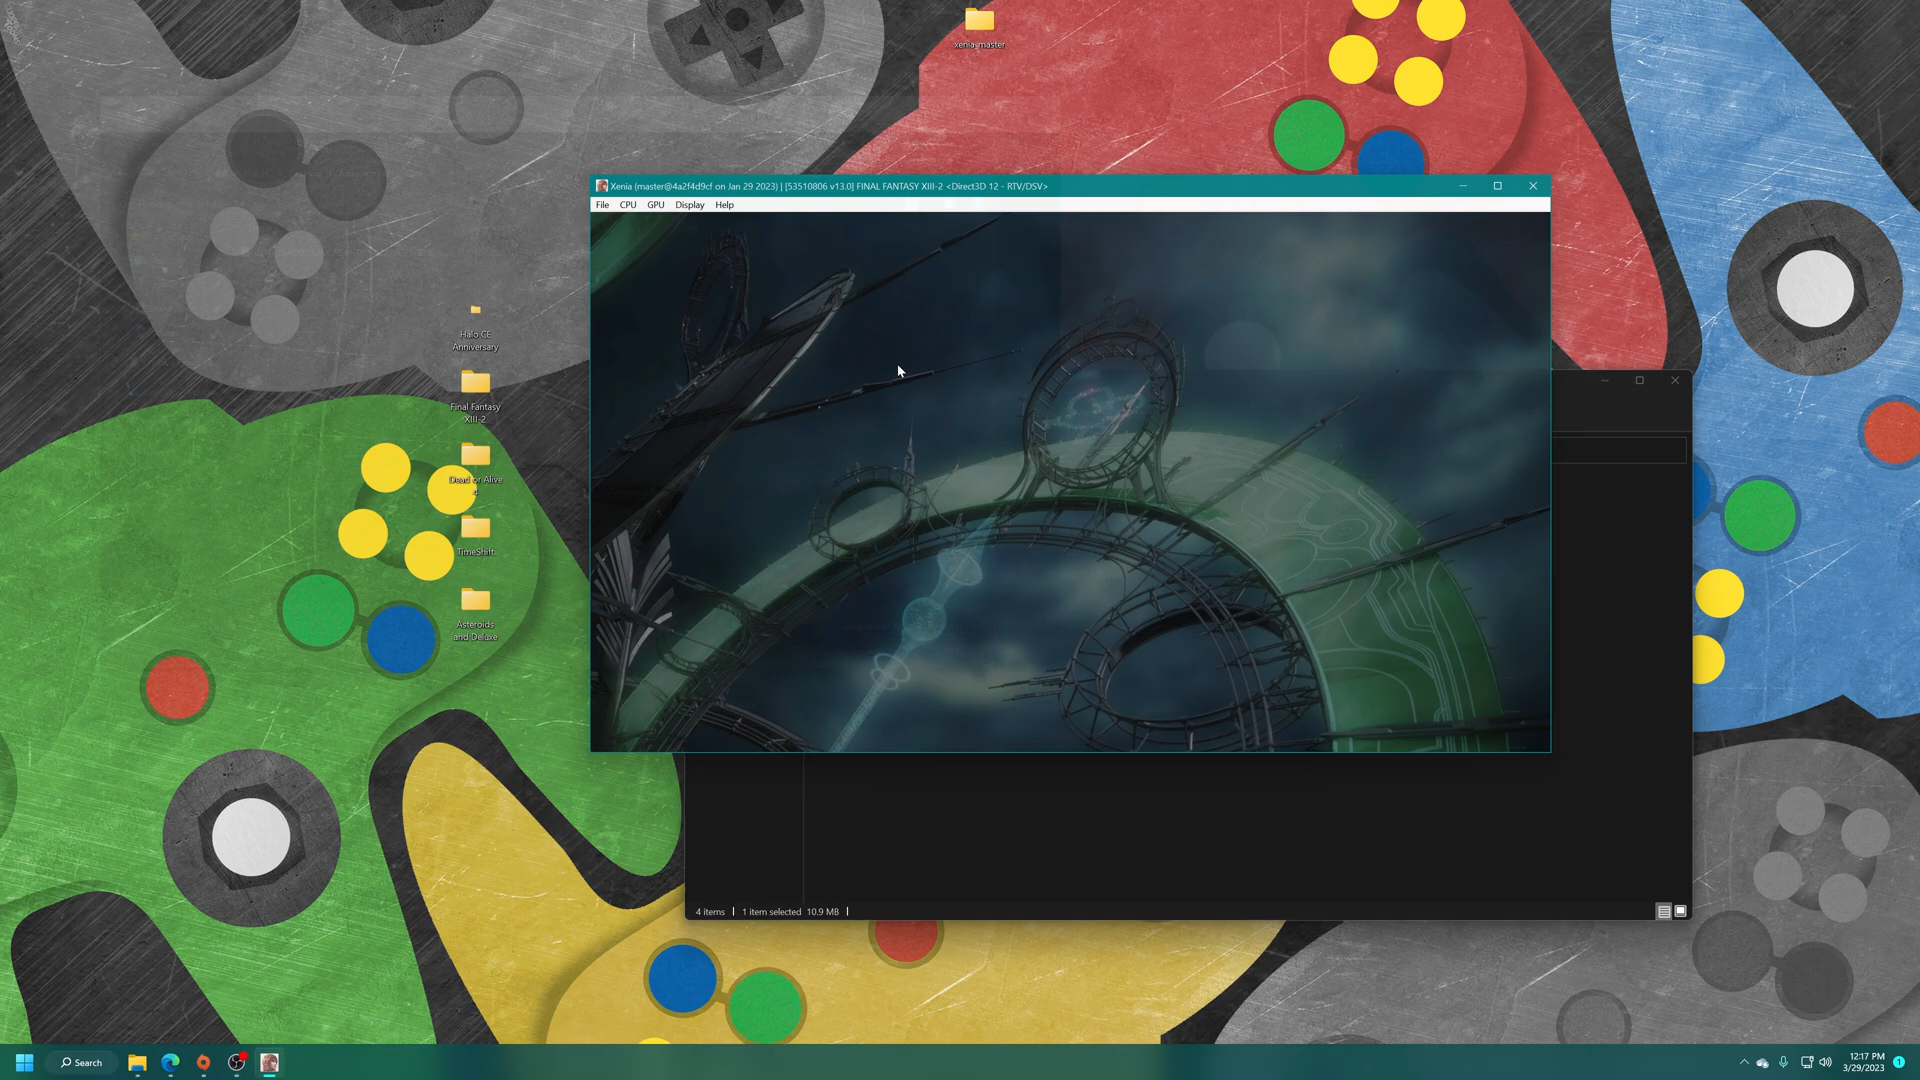 xenia_master
Xenia (master@4a2f4d9cf on Jan 29 2023) | [53510806 v13.0] FINAL FANTASY XIII-2 <Direct3D 12 - RTV/DSV>
File CPU GPU Display Help
Halo CE
Anniversary
Final Fantasy
XIII-2
Dead or Alive
4
TimeShift
Asteroids
and Deluxe
4 items | 1 item selected 10.9 MB |
Search
12:17 PM
3/29/2023
1